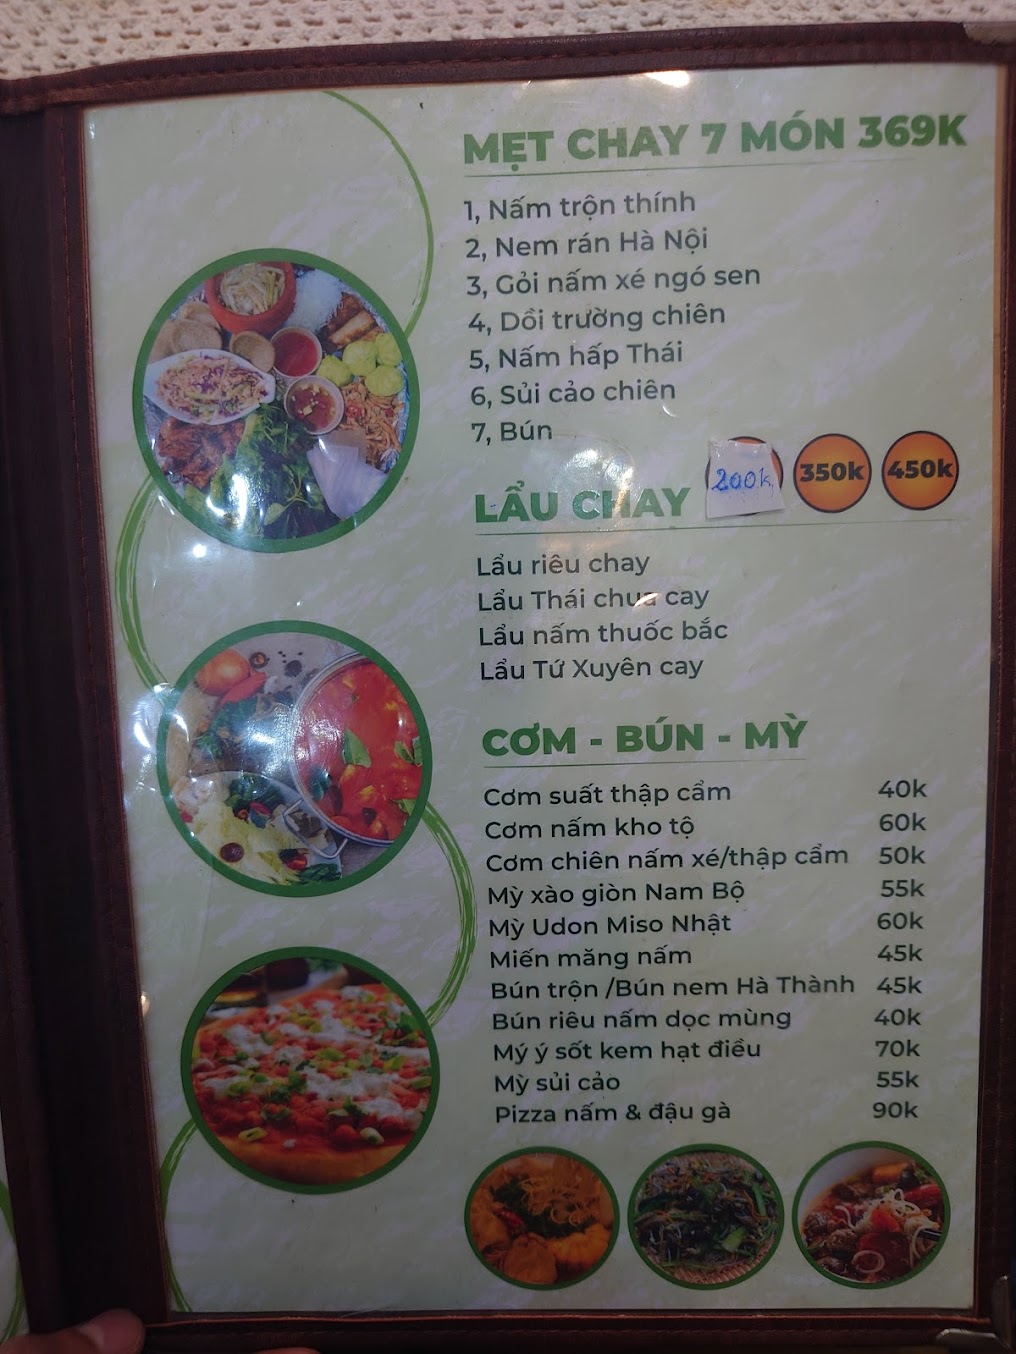 MẸT CHAY 7 MÓN 369K
1, Nấm trộn thính
2, Nem rán Hà Nội
3, Gỏi nấm xé ngó sen
4, Dồi trường chiên
5, Nấm hấp Thái
6, Sủi cảo chiên
7, Bún
LẨU CHAY 200k 350k 450k
Lẩu riêu chay
Lẩu Thái chua cay
Lẩu nấm thuốc bắc
Lẩu Tứ Xuyên cay
CƠM - BÚN - MỲ
Cơm suất thập cẩm 40k
Cơm nấm kho tộ 60k
Cơm chiên nấm xé/thập cẩm 50k
Mỳ xào giòn Nam Bộ 55k
Mỳ Udon Miso Nhật 60k
Miến măng nấm 45k
Bún trộn /Bún nem Hà Thành 45k
Bún riêu nấm dọc mùng 40k
Mý ý sốt kem hạt điều 70k
Mỳ sủi cảo 55k
Pizza nấm & đậu gà 90k